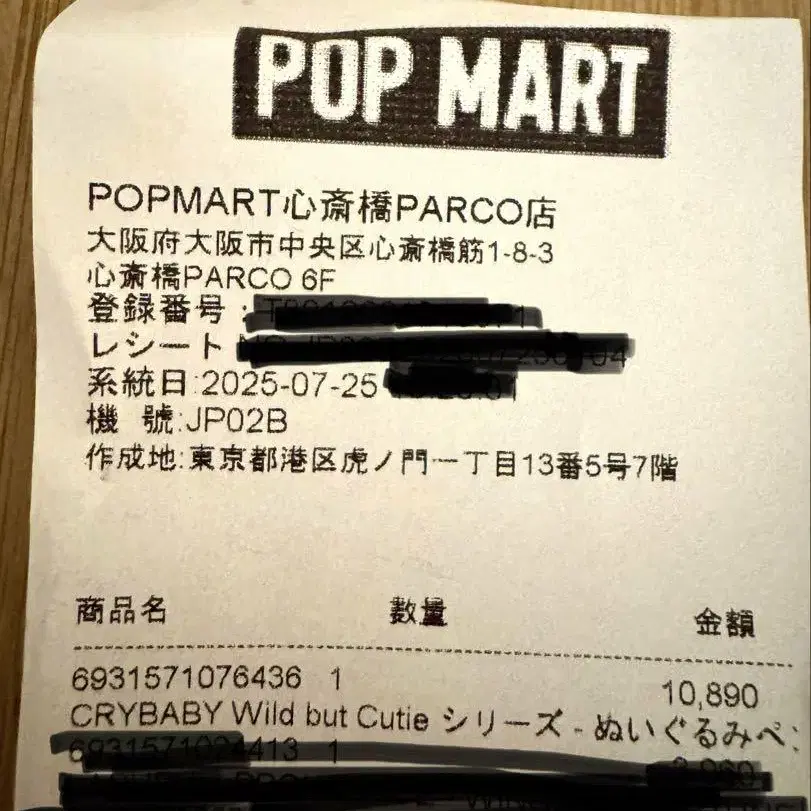 POP MART
POPMART心斎橋PARCO店
大阪府大阪市中央区心斎橋筋1-8-3
心斎橋PARCO 6F
登録番号:
レシート
系統日:2025-07-25
機 號:JP02B
作成地:東京都港区虎ノ門一丁目13番5号7階
商品名 數量 金額
6931571076436 1 10,890
CRYBABY Wild but Cutie シリーズ - ぬいぐるみペ
1